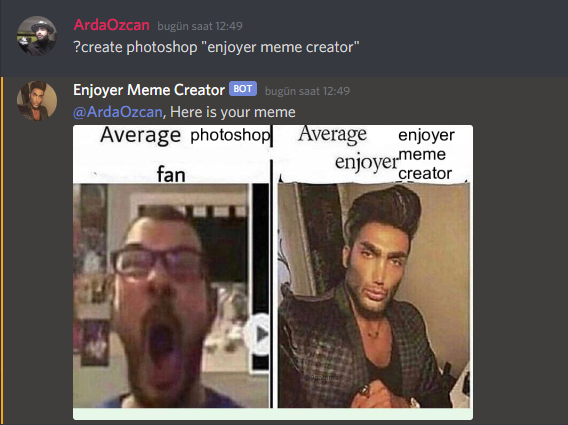 ArdaOzcan bugün saat 12:49
?create photoshop "enjoyer meme creator"
Enjoyer Meme Creator BOT bugün saat 12:49
@ArdaOzcan, Here is your meme
Average photoshop
fan
Average enjoyer
enjoyer meme
creator